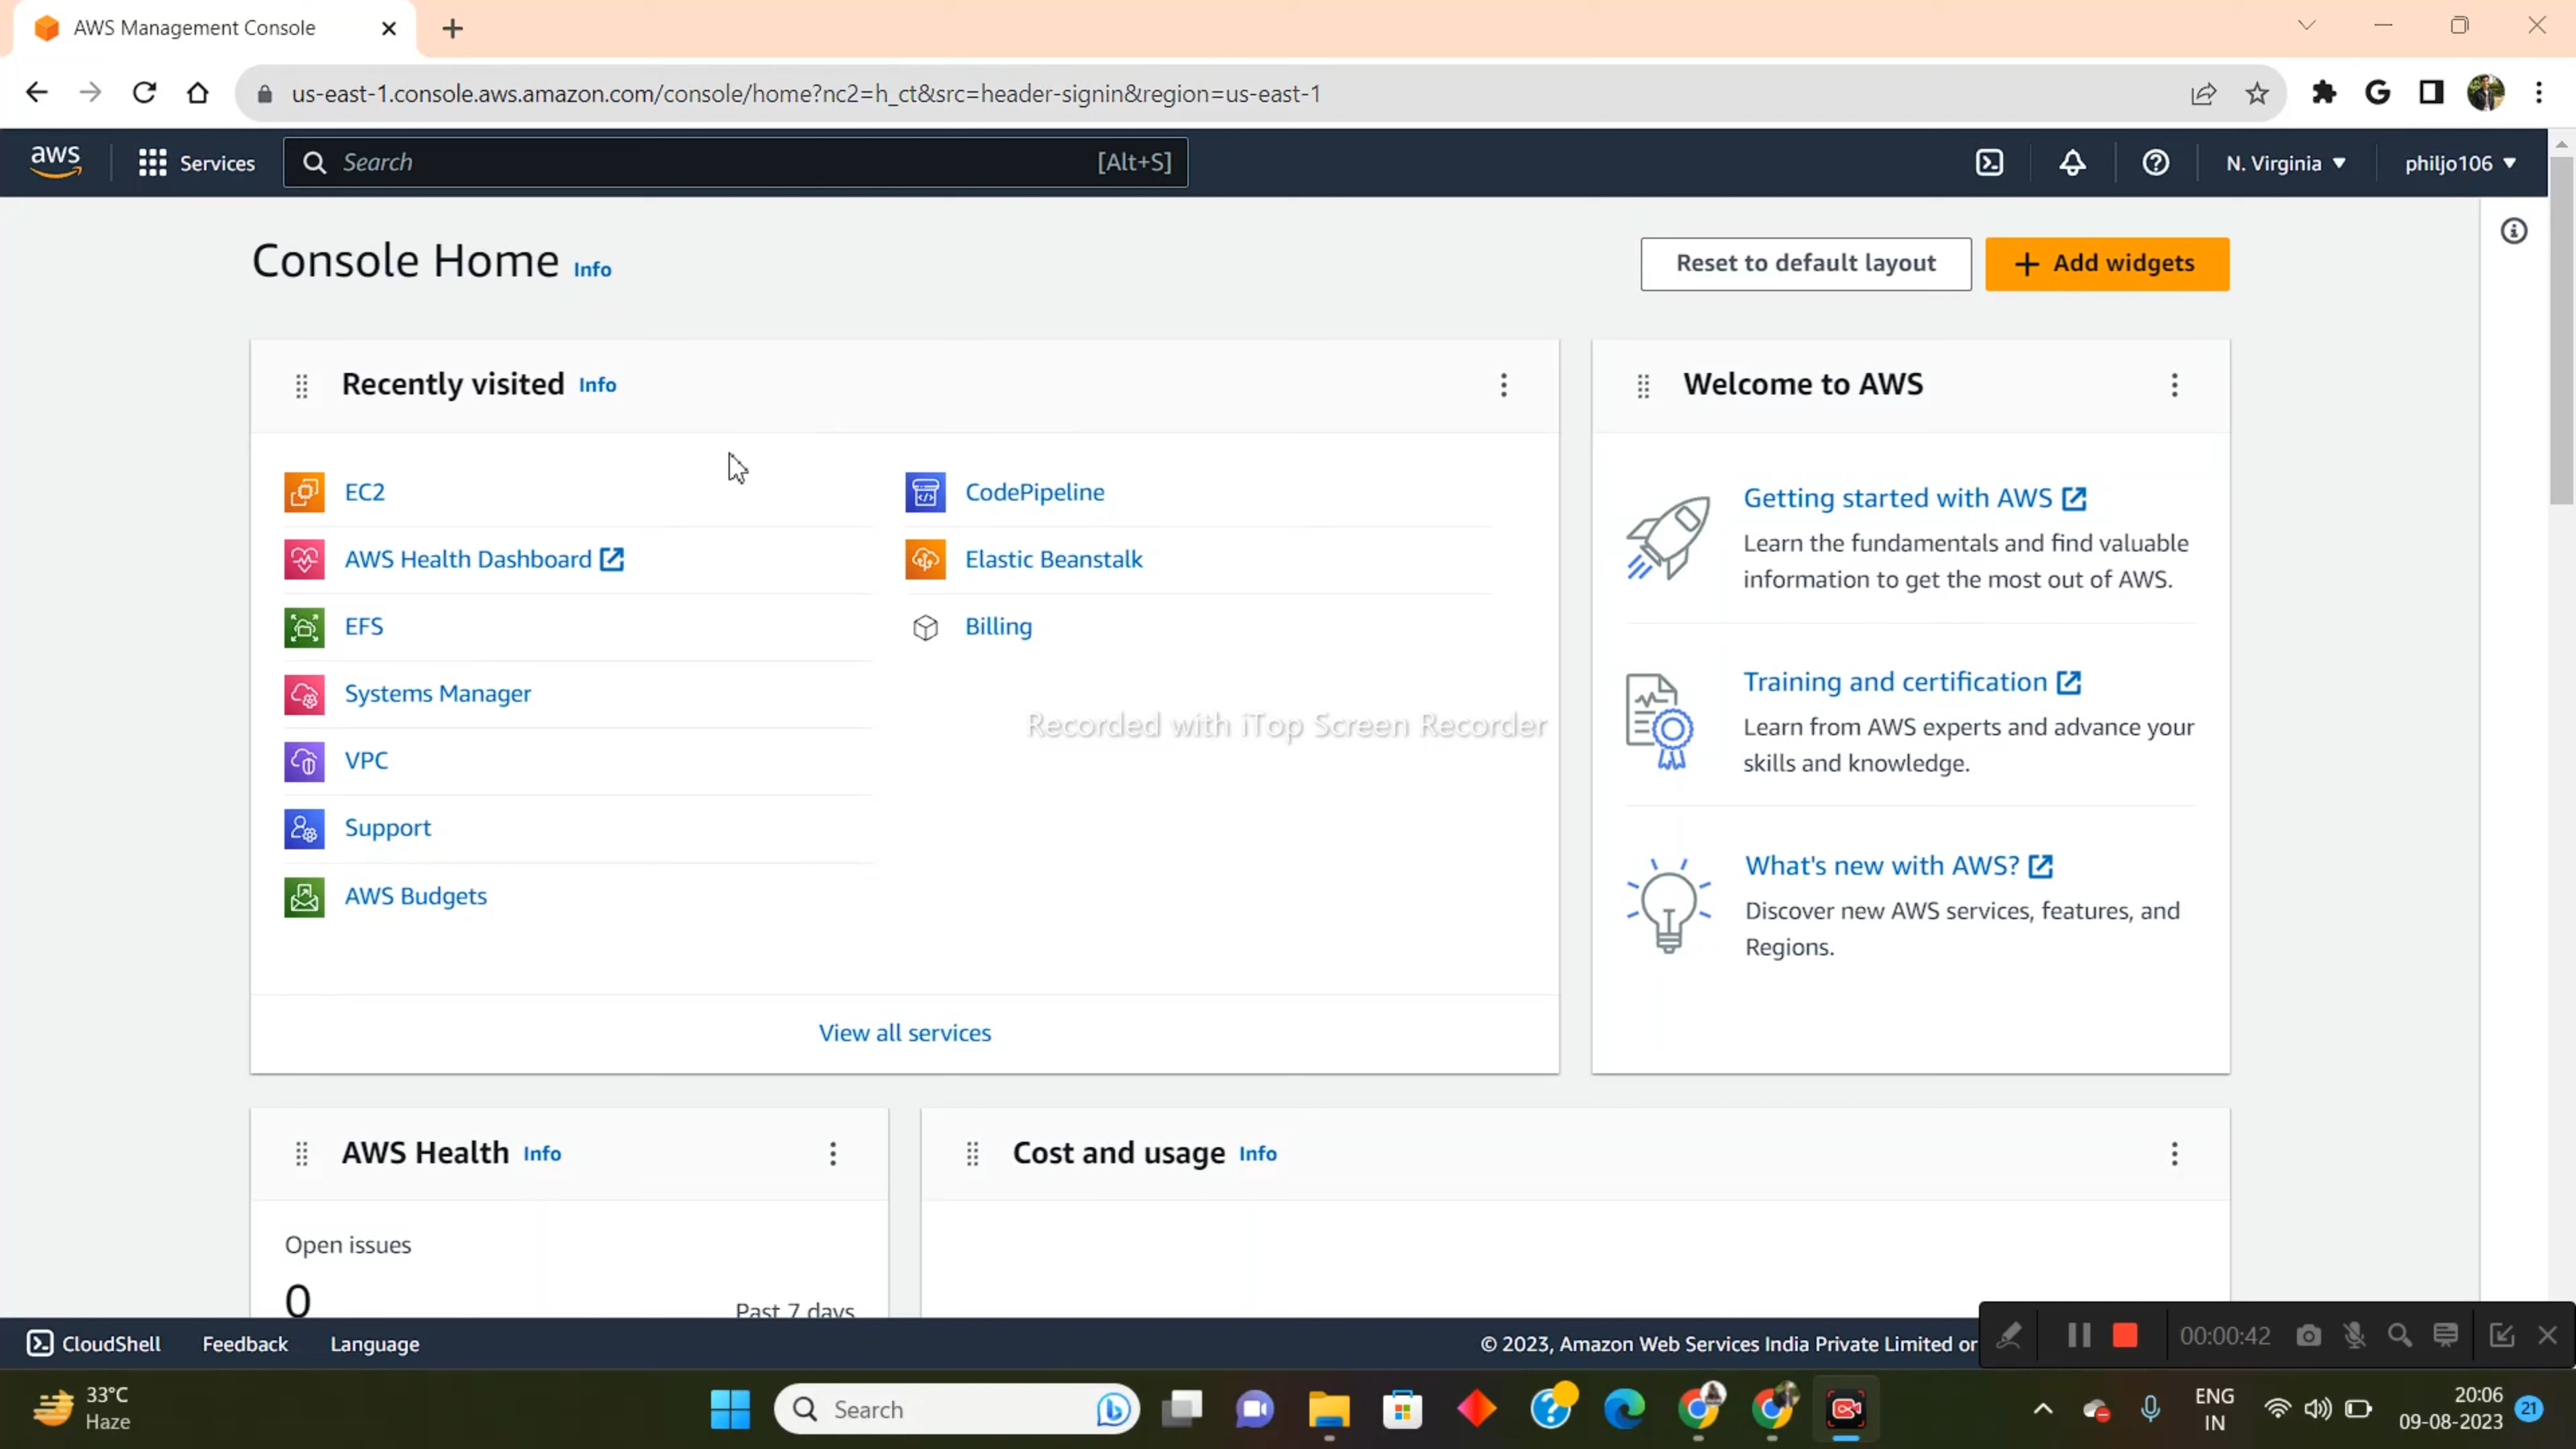 AWS Management Console
us-east-1.console.aws.amazon.com/console/home?nc2=h_ct&src=header-signin&region=us-east-1
aws
Services
Search
[Alt+S]
N. Virginia
philjo106
Console Home Info
Reset to default layout
+ Add widgets
Recently visited Info
EC2
AWS Health Dashboard
EFS
Systems Manager
VPC
Support
AWS Budgets
CodePipeline
Elastic Beanstalk
Billing
Recorded with iTop Screen Recorder
View all services
Welcome to AWS
Getting started with AWS
Learn the fundamentals and find valuable
information to get the most out of AWS.
Training and certification
Learn from AWS experts and advance your
skills and knowledge.
What's new with AWS?
Discover new AWS services, features, and
Regions.
AWS Health Info
Open issues
0
Past 7 days
Cost and usage Info
CloudShell
Feedback
Language
© 2023, Amazon Web Services India Private Limited or
00:00:42
33°C
Haze
Search
ENG
IN
20:06
09-08-2023
21